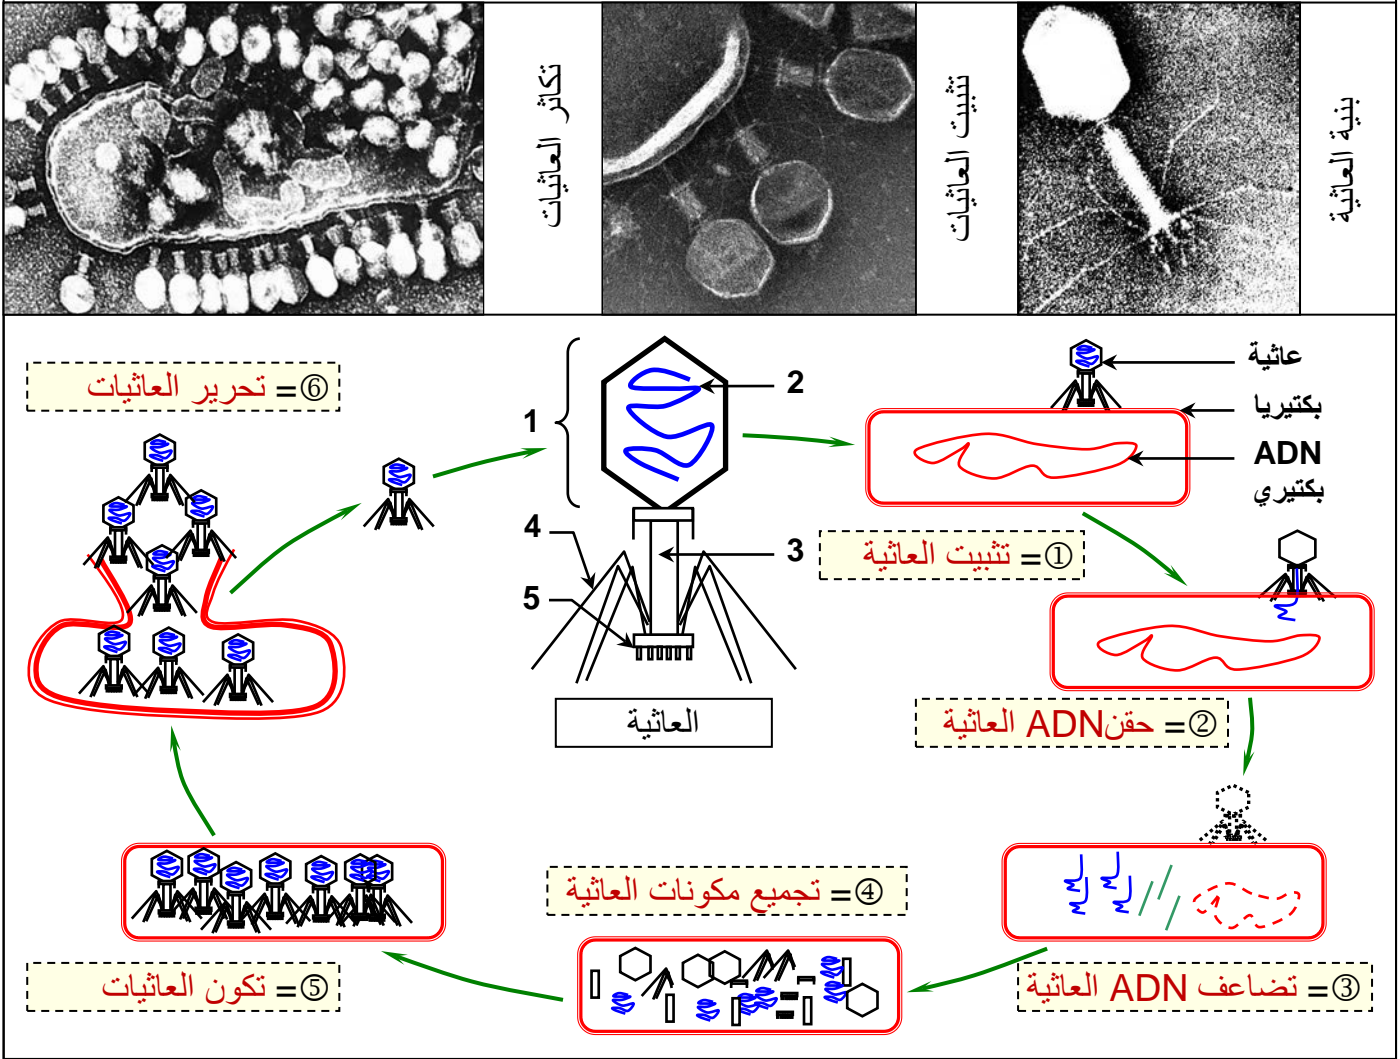 بنية العاثية
تثبيت العاثيات
تكاثر العاثيات
عاثية
بكتيريا
ADN
بكتيري
1
2
3
4
5
العاثية
①= تثبيت العاثية
②= حقنADN العاثية
③= تضاعف ADN العاثية
④= تجميع مكونات العاثية
⑤= تكون العاثيات
⑥= تحرير العاثيات